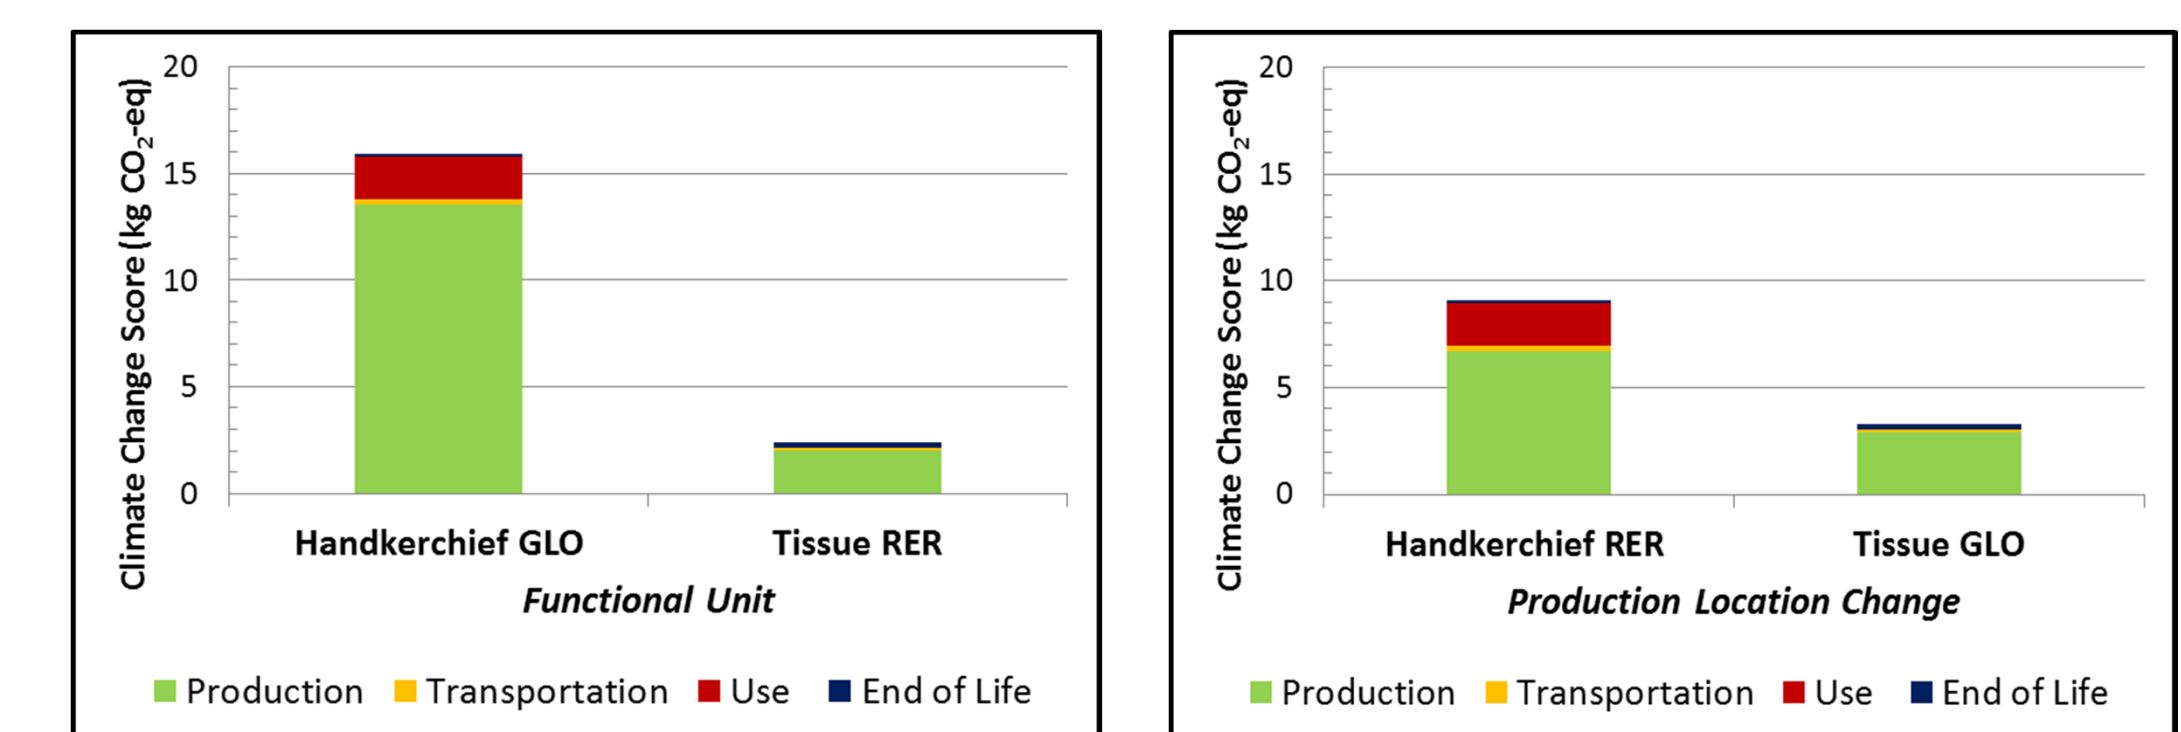 Climate Change Score (kg CO₂-eq)
20
15
10
5
0
Handkerchief GLO Tissue RER
Functional Unit
Production Transportation Use End of Life
Climate Change Score (kg CO₂-eq)
20
15
10
5
0
Handkerchief RER Tissue GLO
Production Location Change
Production Transportation Use End of Life